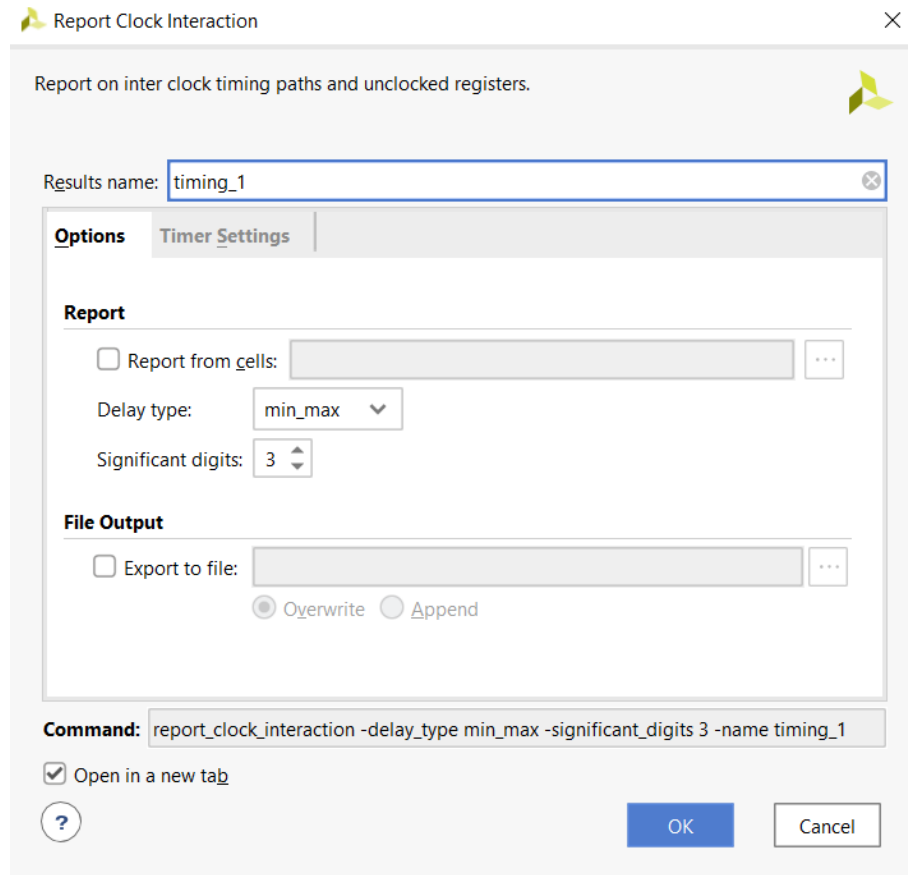 Report Clock Interaction
Report on inter clock timing paths and unclocked registers.
Results name: timing_1
Options Timer Settings
Report
Report from cells: ...
Delay type: min_max
Significant digits: 3
File Output
Export to file: ...
Overwrite Append
Command: report_clock_interaction -delay_type min_max -significant_digits 3 -name timing_1
Open in a new tab
? OK Cancel